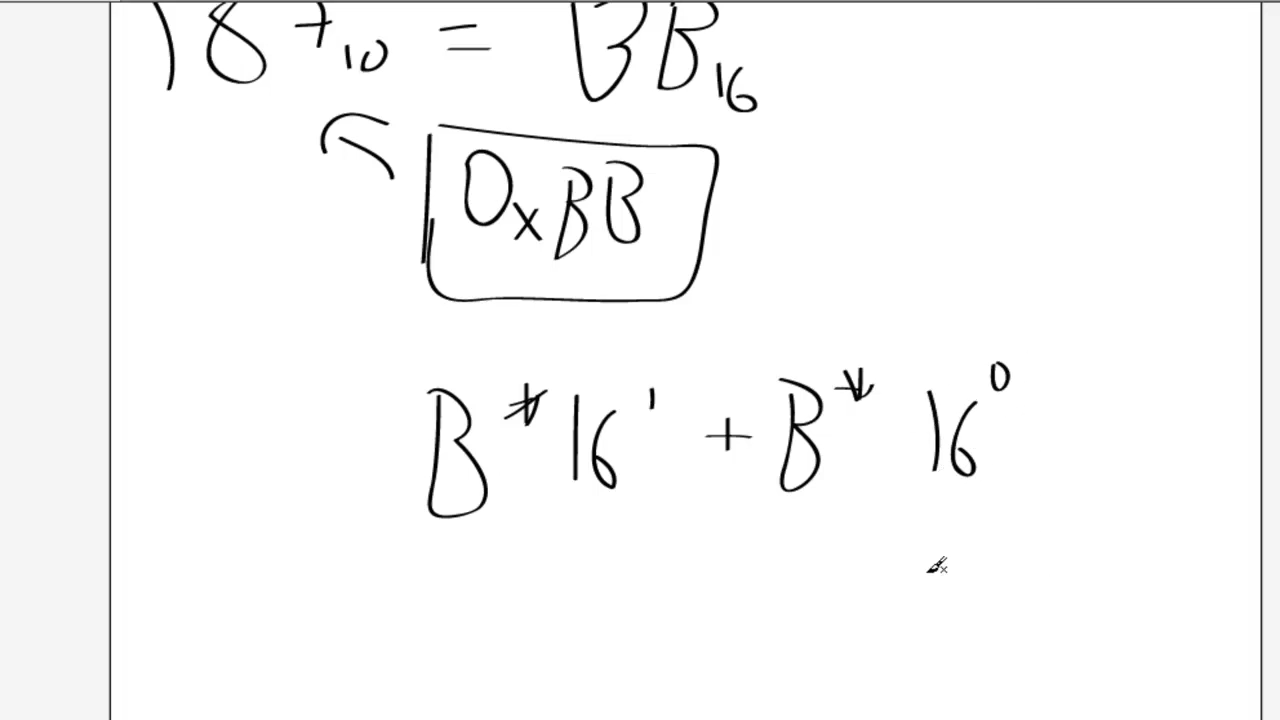 187₁₀ = BB₁₆
0xBB
B * 16¹ + B * 16⁰